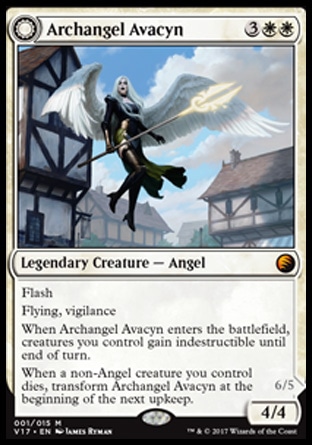 Archangel Avacyn 3
Legendary Creature — Angel
Flash
Flying, vigilance
When Archangel Avacyn enters the battlefield,
creatures you control gain indestructible until
end of turn.
When a non-Angel creature you control
dies, transform Archangel Avacyn at the
beginning of the next upkeep.
6/5
4/4
001/015 M
V17 • EN JAMES RYMAN
™ & © 2017 Wizards of the Coast